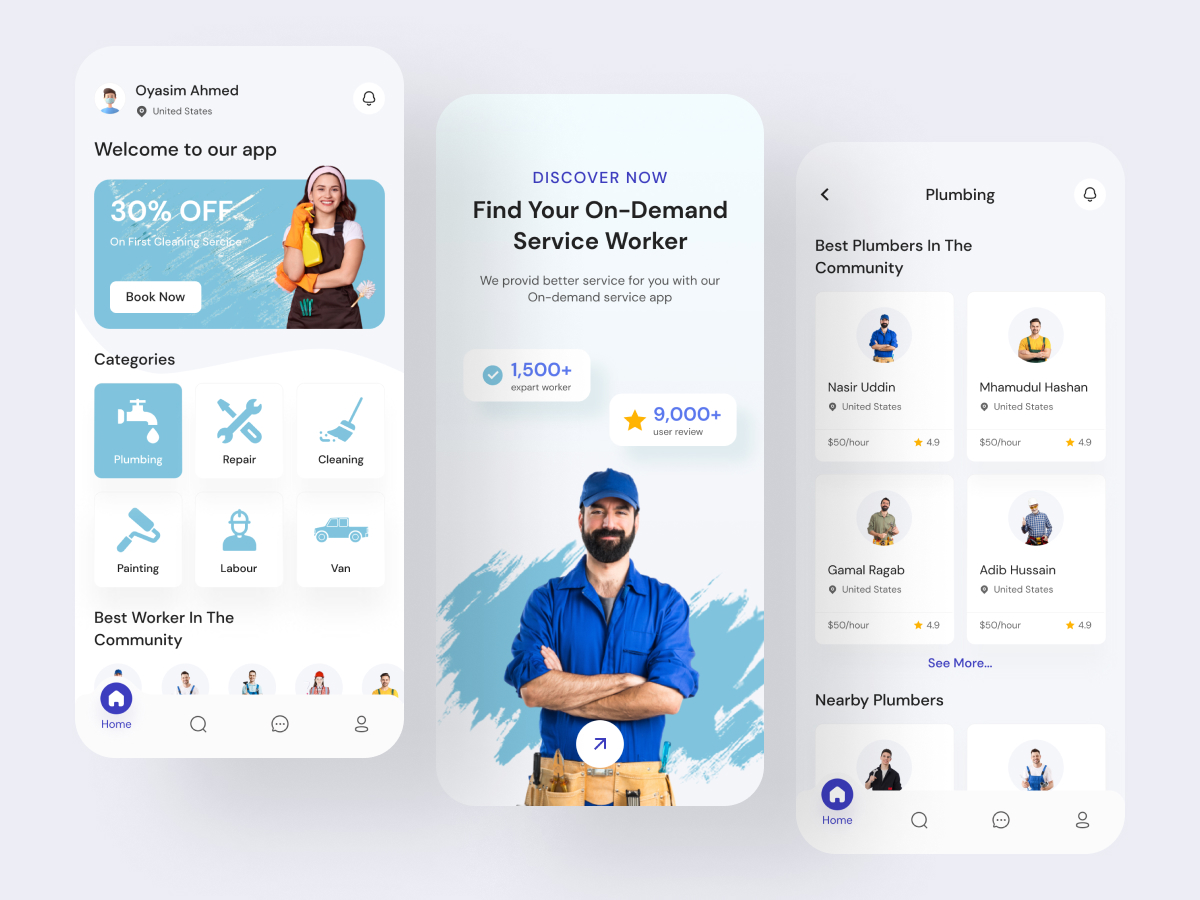 Oyasim Ahmed
United States
Welcome to our app
30% OFF
On First Cleaning Sercice
Book Now
Categories
Plumbing
Repair
Cleaning
Painting
Labour
Van
Best Worker In The
Community
Home
DISCOVER NOW
Find Your On-Demand
Service Worker
We provid better service for you with our
On-demand service app
1,500+
expart worker
9,000+
user review
Plumbing
Best Plumbers In The
Community
Nasir Uddin
United States
$50/hour
4.9
Mhamudul Hashan
United States
$50/hour
4.9
Gamal Ragab
United States
$50/hour
4.9
Adib Hussain
United States
$50/hour
4.9
See More...
Nearby Plumbers
Home